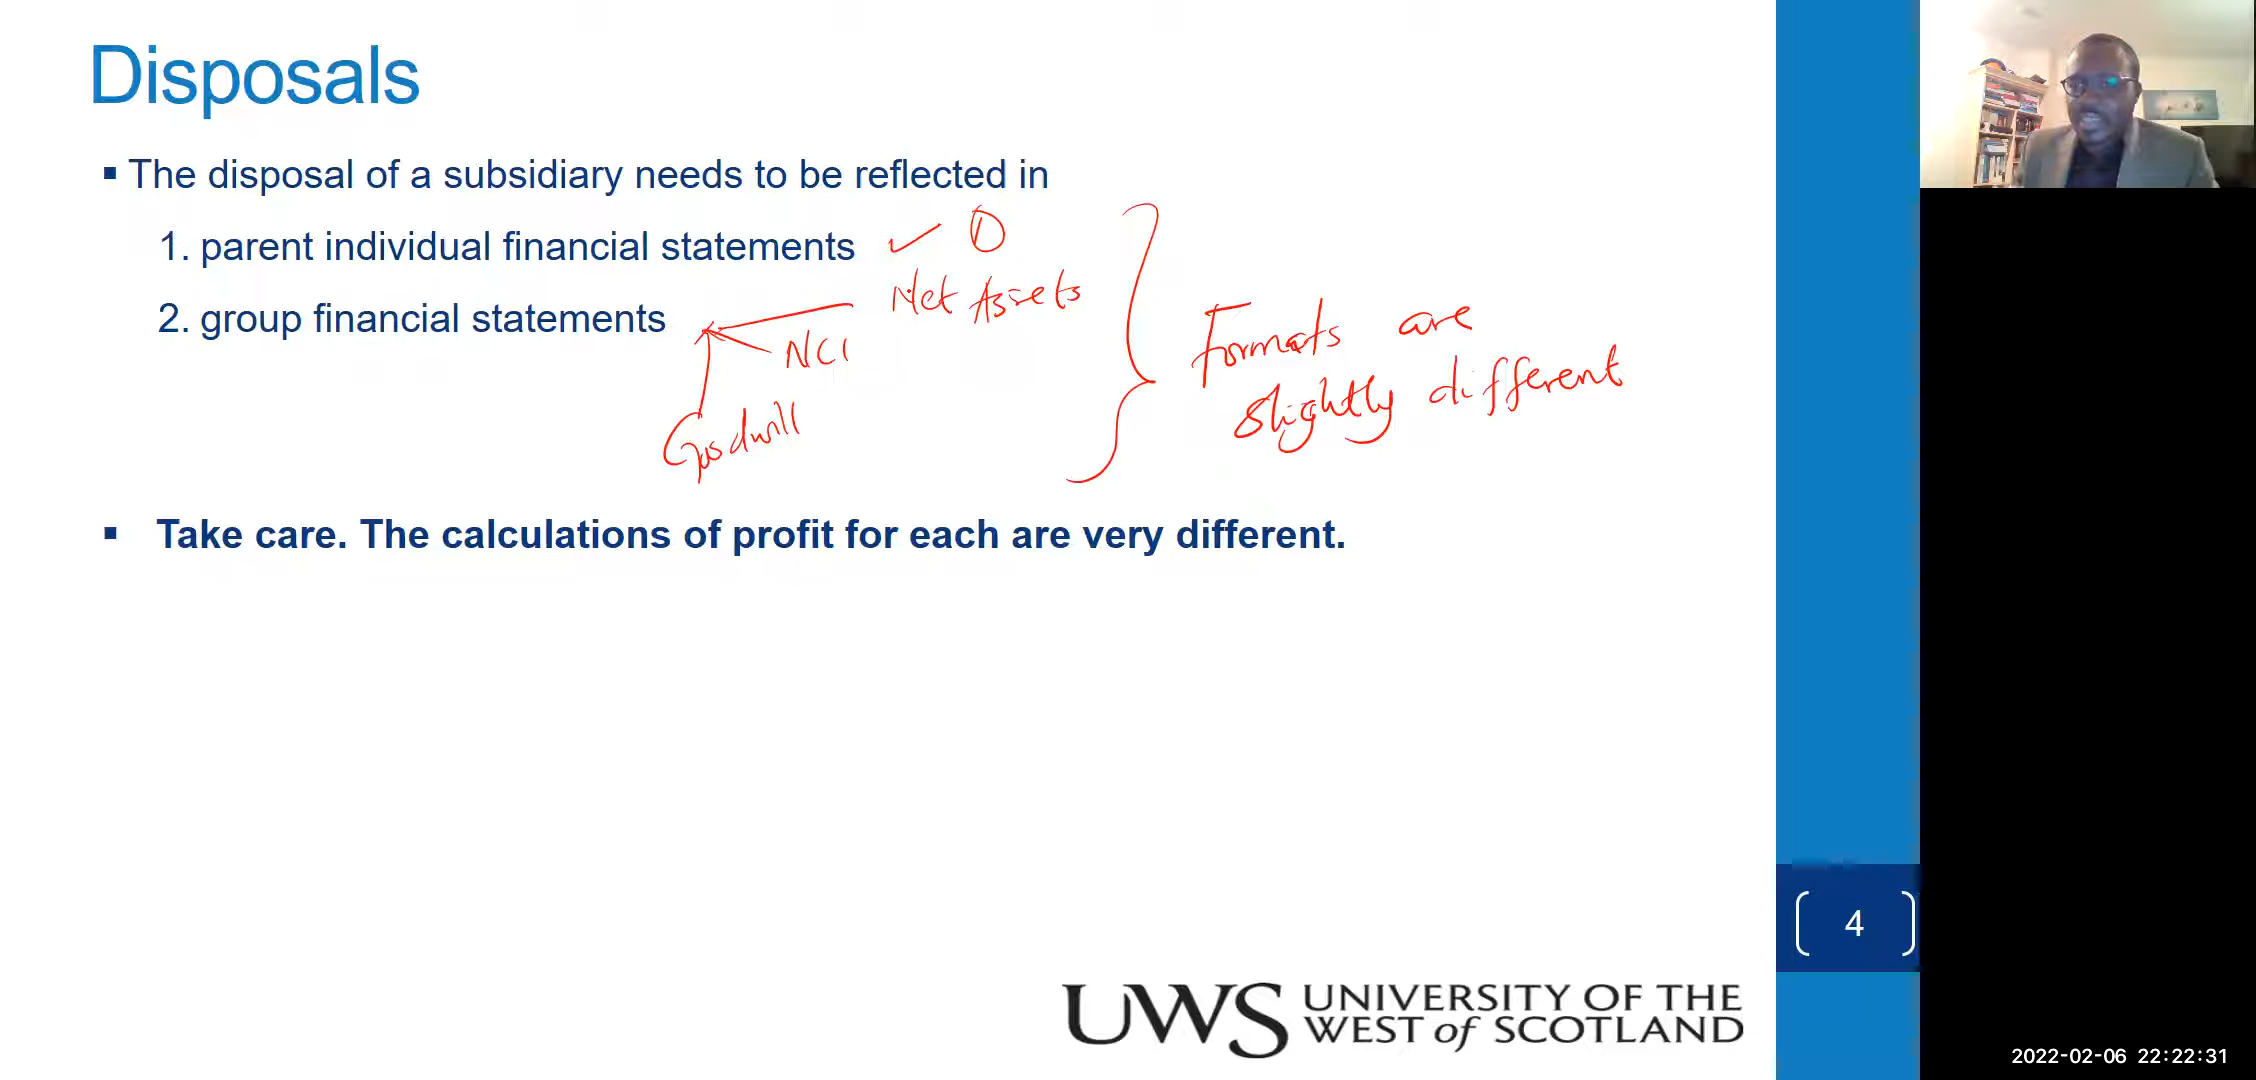 Disposals
▪ The disposal of a subsidiary needs to be reflected in
1. parent individual financial statements ✓ ①
Net Assets
2. group financial statements
NCI
Goodwill
Formats are
slightly different
▪ Take care. The calculations of profit for each are very different.
4
UWS UNIVERSITY OF THE
WEST of SCOTLAND
2022-02-06 22:22:31